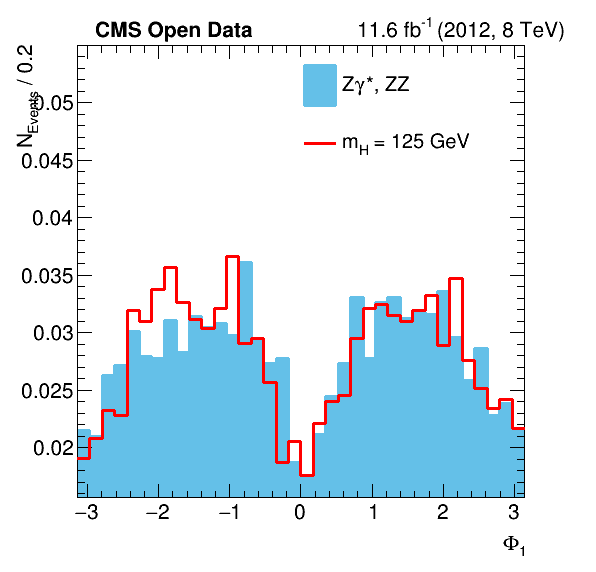 CMS Open Data 11.6 fb⁻¹ (2012, 8 TeV)
N_Events / 0.2
Zγ*, ZZ
m_H = 125 GeV
0.05
0.045
0.04
0.035
0.03
0.025
0.02
−3 −2 −1 0 1 2 3
Φ₁